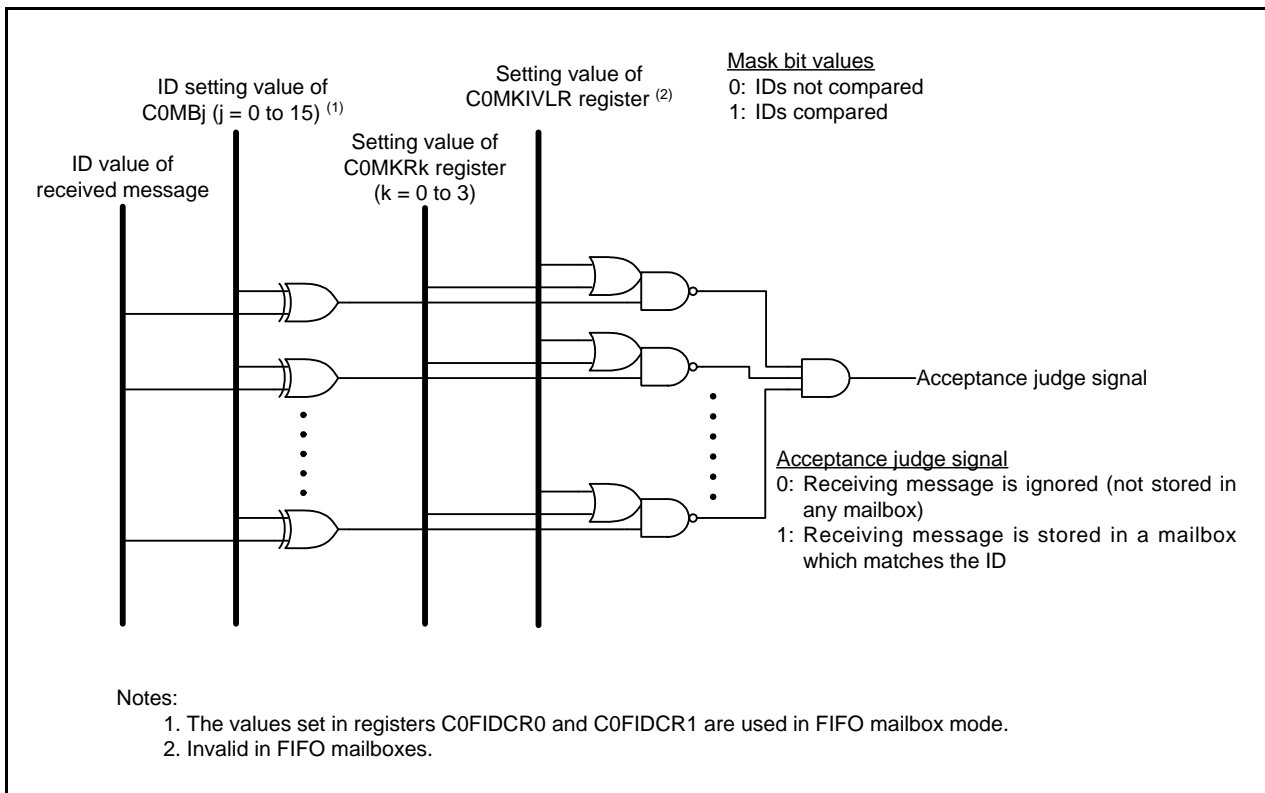 ID value of
received message
ID setting value of
C0MBj (j = 0 to 15) (1)
Setting value of
C0MKRk register
(k = 0 to 3)
Setting value of
C0MKIVLR register (2)
Mask bit values
0: IDs not compared
1: IDs compared
Acceptance judge signal
Acceptance judge signal
0: Receiving message is ignored (not stored in
any mailbox)
1: Receiving message is stored in a mailbox
which matches the ID
Notes:
1. The values set in registers C0FIDCR0 and C0FIDCR1 are used in FIFO mailbox mode.
2. Invalid in FIFO mailboxes.